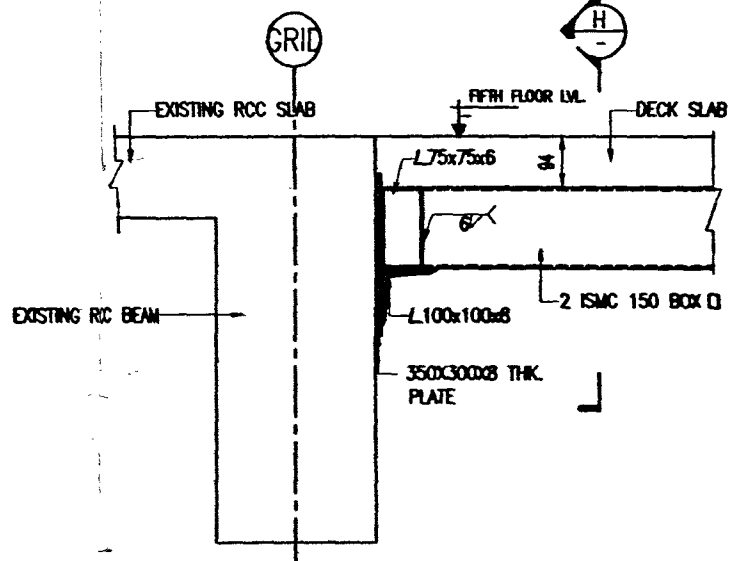 GRID
H
-
FIFTH FLOOR LVL.
EXISTING RCC SLAB
DECK SLAB
L75x75x6
94
6
EXISTING RC BEAM
L100x100x8
2 ISMC 150 BOX
350X300X8 THK.
PLATE